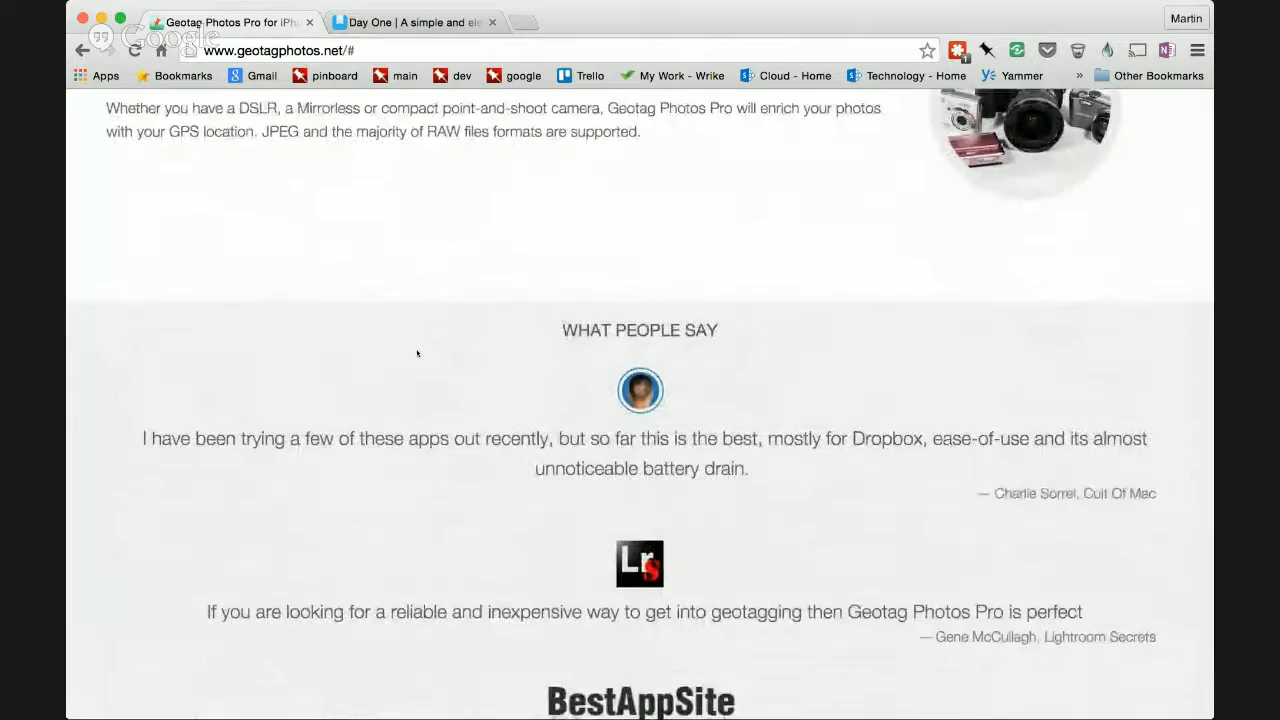 Geotag Photos Pro for iPh
Day One | A simple and ele
Martin
Google
www.geotagphotos.net/#
1
Apps
Bookmarks
Gmail
pinboard
main
dev
google
Trello
My Work - Wrike
Cloud - Home
Technology - Home
Yammer
»
Other Bookmarks
Whether you have a DSLR, a Mirrorless or compact point-and-shoot camera, Geotag Photos Pro will enrich your photos
with your GPS location. JPEG and the majority of RAW files formats are supported.
WHAT PEOPLE SAY
I have been trying a few of these apps out recently, but so far this is the best, mostly for Dropbox, ease-of-use and its almost
unnoticeable battery drain.
— Charlie Sorrel, Cult Of Mac
LrS
If you are looking for a reliable and inexpensive way to get into geotagging then Geotag Photos Pro is perfect
— Gene McCullagh, Lightroom Secrets
BestAppSite